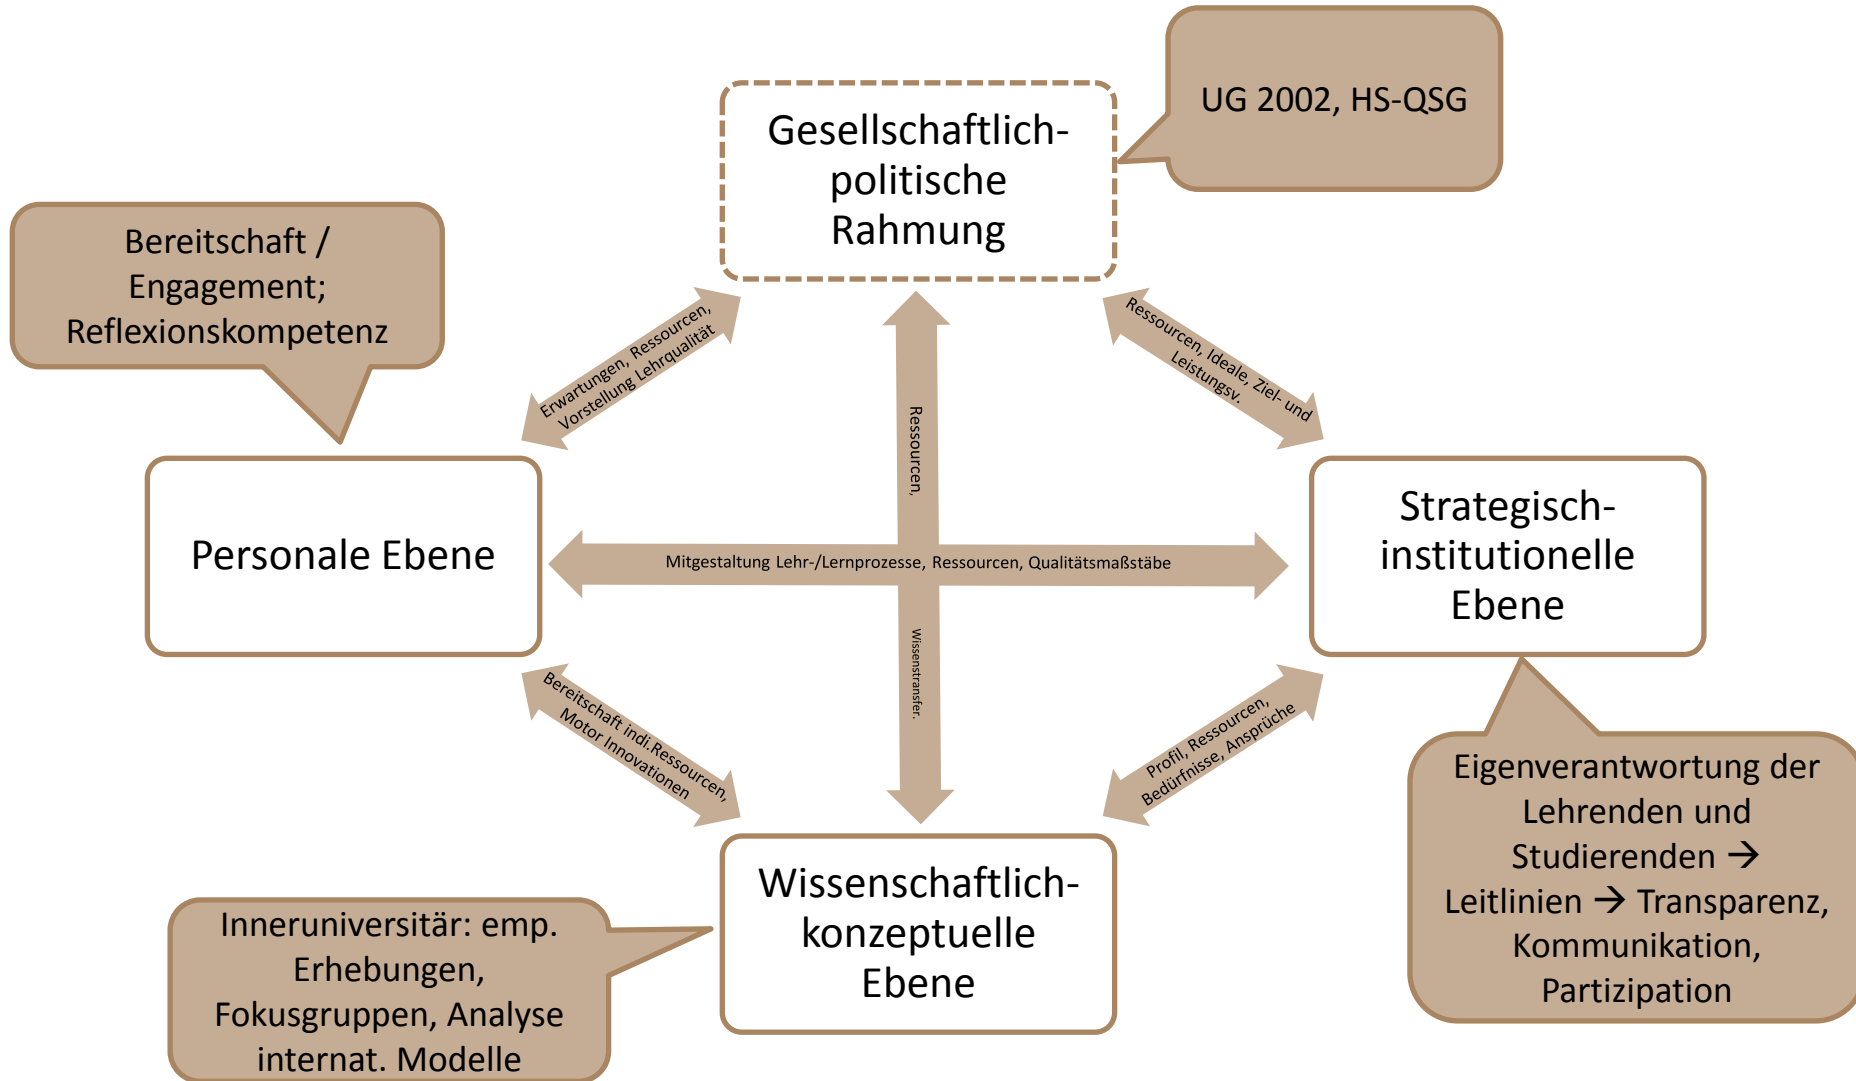 UG 2002, HS-QSG
Gesellschaftlich-
politische
Rahmung
Bereitschaft /
Engagement;
Reflexionskompetenz
Erwartungen, Ressourcen,
Vorstellung Lehrqualität
Ressourcen, Ideale, Ziel- und
Leistungsv.
Ressourcen,
Personale Ebene
Mitgestaltung Lehr-/Lernprozesse, Ressourcen, Qualitätsmaßstäbe
Strategisch-
institutionelle
Ebene
Wissenstransfer.
Bereitschaft indi.Ressourcen,
Motor Innovationen
Profil, Ressourcen,
Bedürfnisse, Ansprüche
Eigenverantwortung der
Lehrenden und
Studierenden →
Leitlinien → Transparenz,
Kommunikation,
Partizipation
Wissenschaftlich-
konzeptuelle
Ebene
Inneruniversitär: emp.
Erhebungen,
Fokusgruppen, Analyse
internat. Modelle